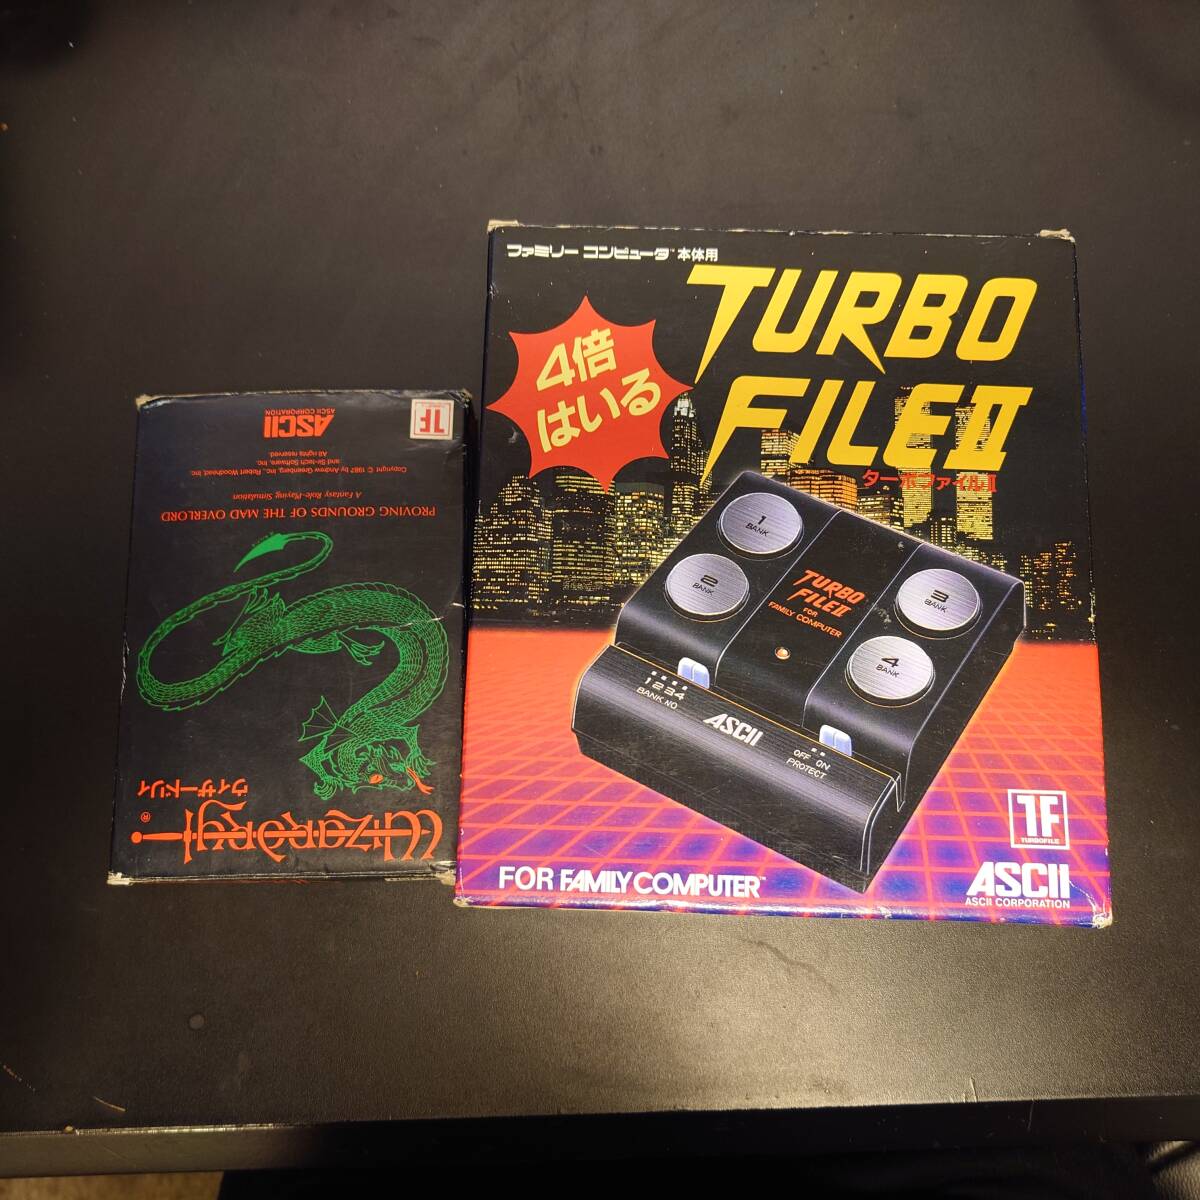 WIZARDRY®
ウィザードリィ
PROVING GROUNDS OF THE MAD OVERLORD
A Fantasy Role-Playing Simulation
Copyright © 1987 by Andrew Greenberg, Inc, Robert Woodhead, Inc,
and Sir-tech Software, Inc.
All rights reserved.
ASCII
ASCII CORPORATION
TF
ファミリー コンピュータ™ 本体用
TURBO
FILE II
ターボファイルII
4倍
はいる
1
BANK
2
BANK
3
BANK
4
BANK
TURBO
FILE II
FOR
FAMILY COMPUTER
1 2 3 4
BANK NO
ASCII
OFF ON
PROTECT
TF
TURBOFILE
FOR FAMILY COMPUTER™
ASCII
ASCII CORPORATION